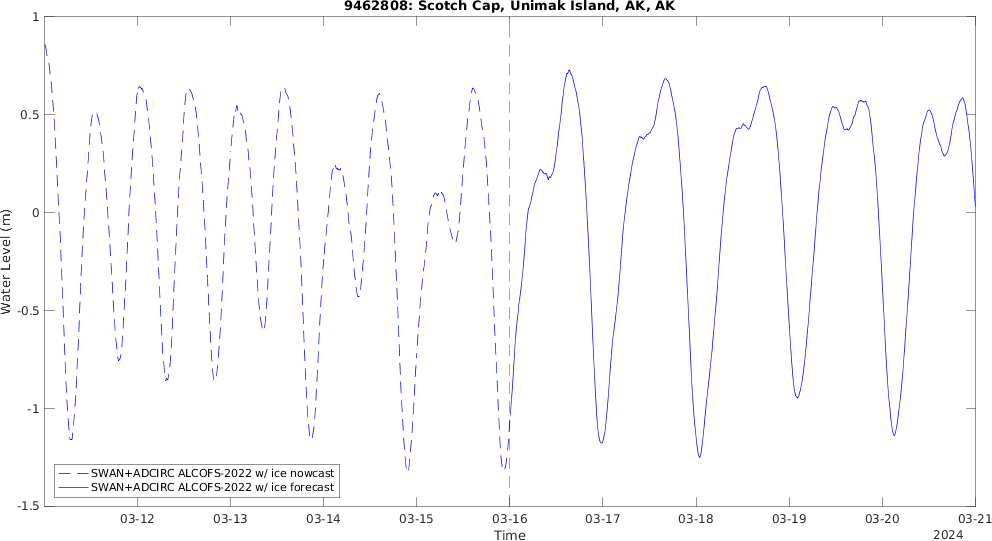 9462808: Scotch Cap, Unimak Island, AK, AK
1
0.5
0
-0.5
-1
-1.5
Water Level (m)
SWAN+ADCIRC ALCOFS-2022 w/ ice nowcast
SWAN+ADCIRC ALCOFS-2022 w/ ice forecast
03-12 03-13 03-14 03-15 03-16 03-17 03-18 03-19 03-20 03-21
Time
2024